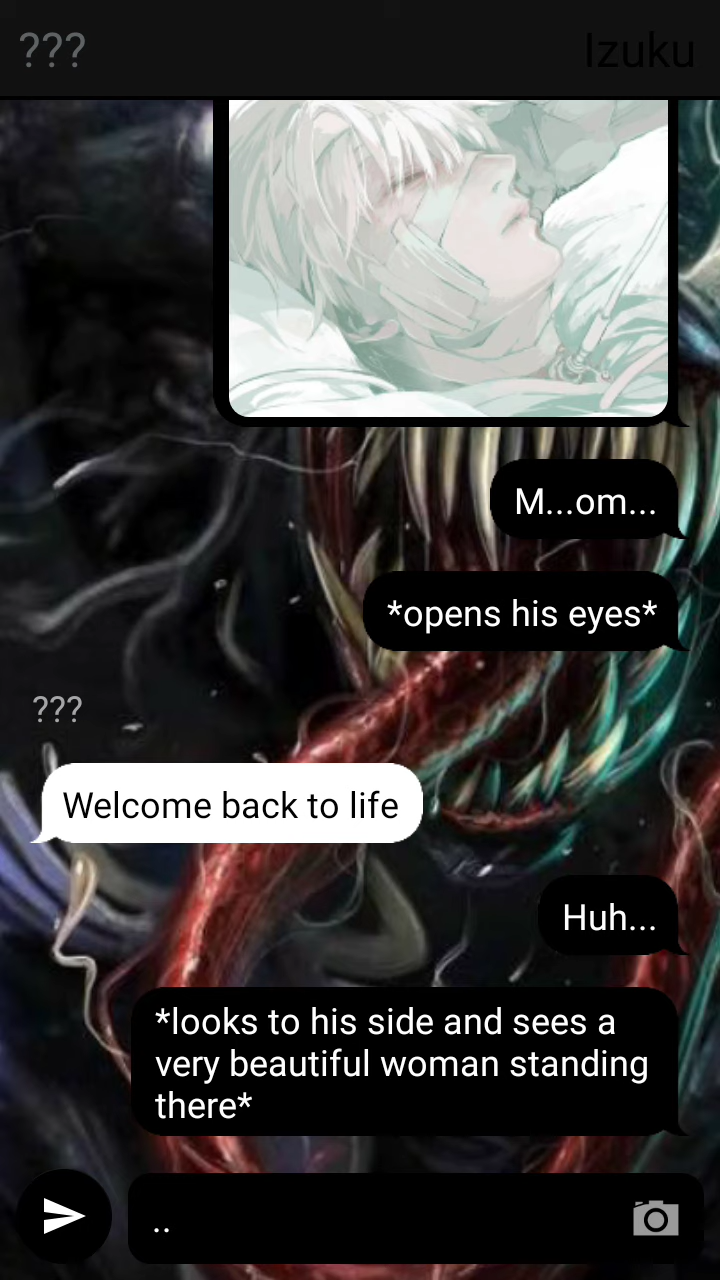 ??? Izuku
M...om...
*opens his eyes*
???
Welcome back to life
Huh...
*looks to his side and sees a
very beautiful woman standing
there*
..